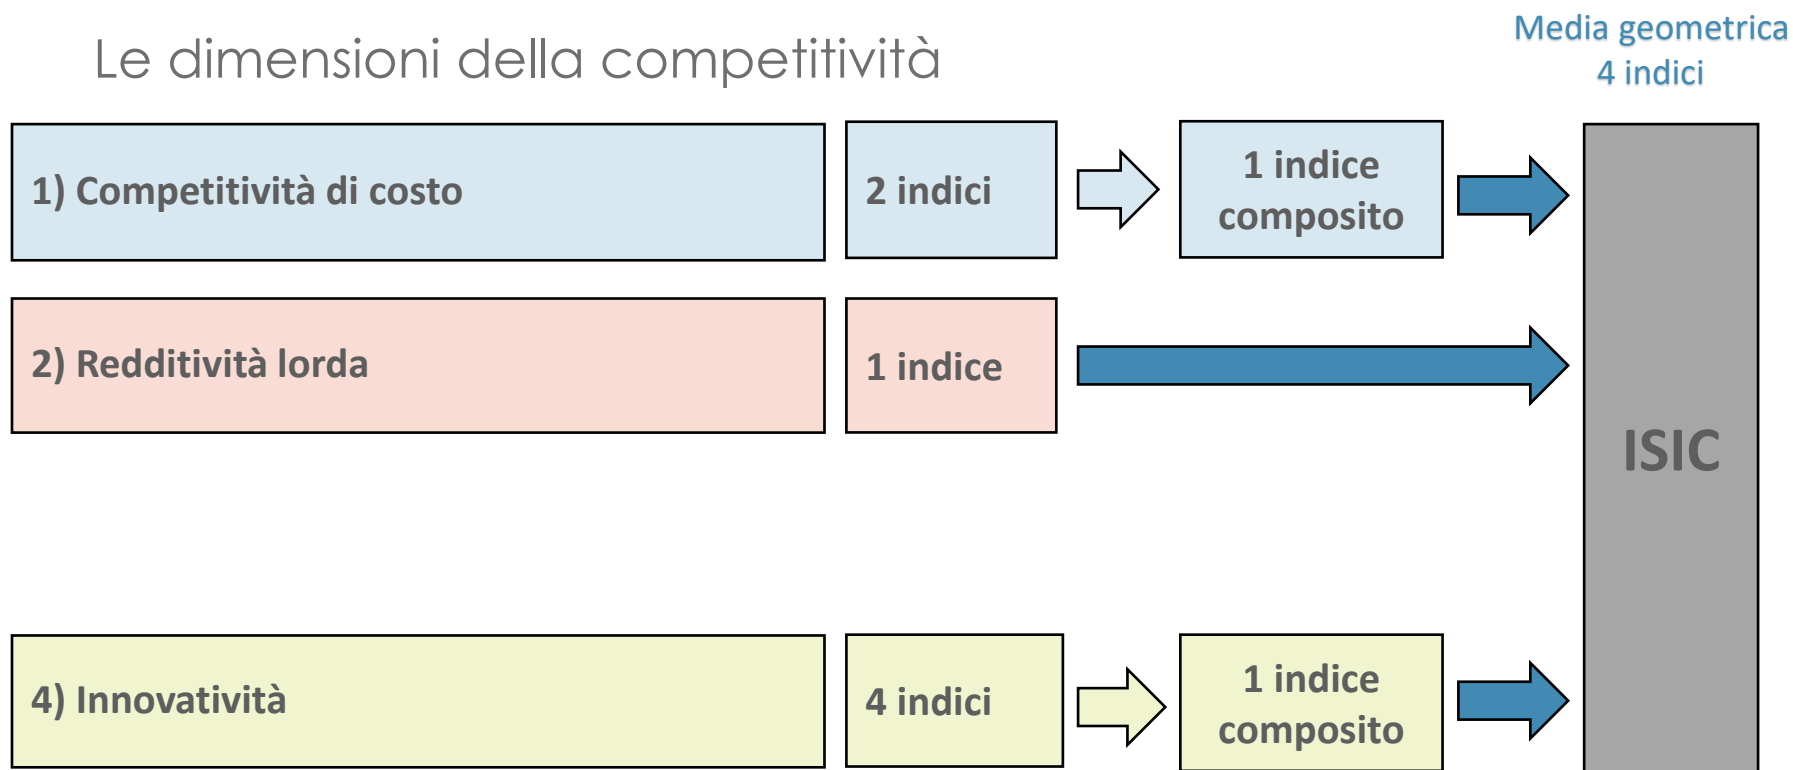 Le dimensioni della competitività
Media geometrica
4 indici
1) Competitività di costo
2 indici
1 indice
composito
2) Redditività lorda
1 indice
ISIC
4) Innovatività
4 indici
1 indice
composito